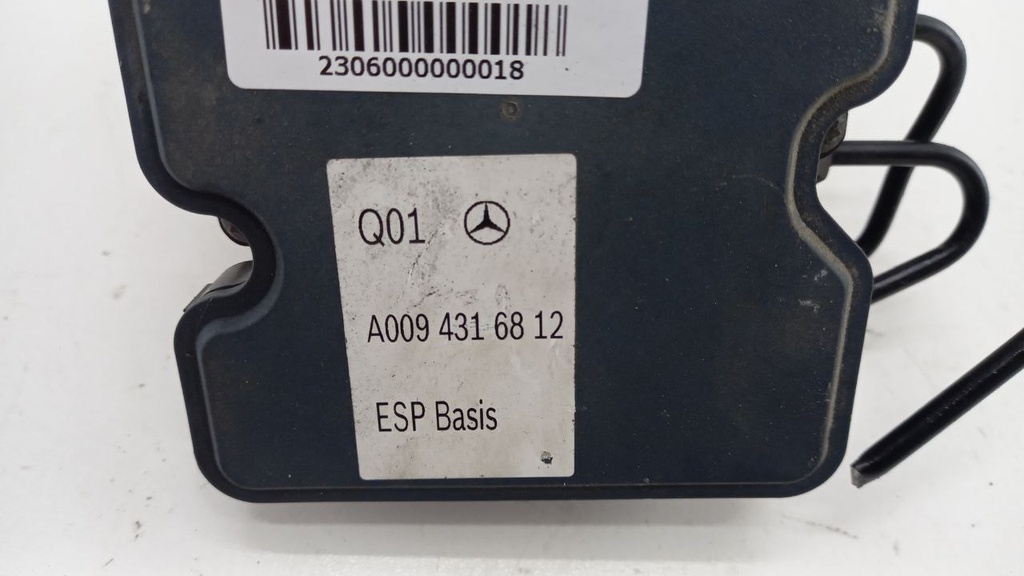 2306000000018
Q01
A009 431 68 12
ESP Basis